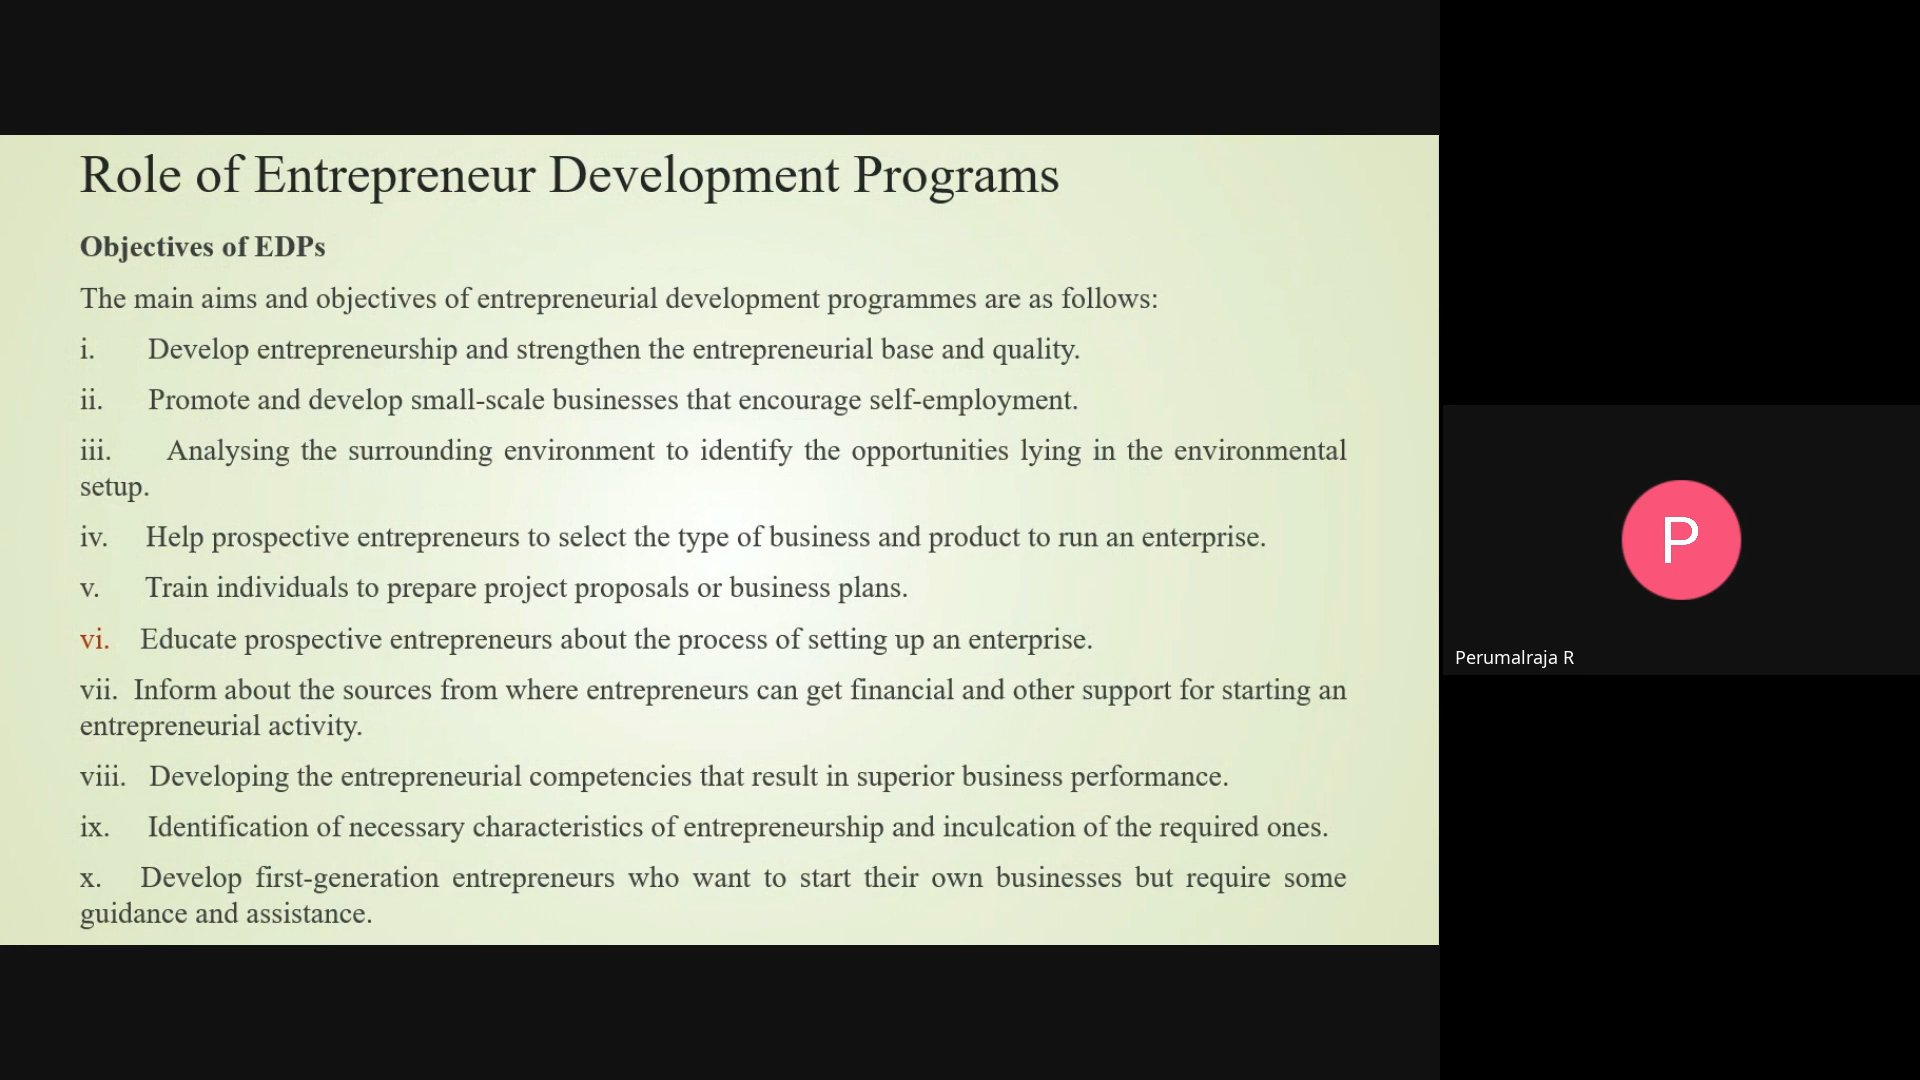 Role of Entrepreneur Development Programs
Objectives of EDPs
The main aims and objectives of entrepreneurial development programmes are as follows:
i. Develop entrepreneurship and strengthen the entrepreneurial base and quality.
ii. Promote and develop small-scale businesses that encourage self-employment.
iii. Analysing the surrounding environment to identify the opportunities lying in the environmental
setup.
iv. Help prospective entrepreneurs to select the type of business and product to run an enterprise.
v. Train individuals to prepare project proposals or business plans.
vi. Educate prospective entrepreneurs about the process of setting up an enterprise.
vii. Inform about the sources from where entrepreneurs can get financial and other support for starting an
entrepreneurial activity.
viii. Developing the entrepreneurial competencies that result in superior business performance.
ix. Identification of necessary characteristics of entrepreneurship and inculcation of the required ones.
x. Develop first-generation entrepreneurs who want to start their own businesses but require some
guidance and assistance.
P
Perumalraja R